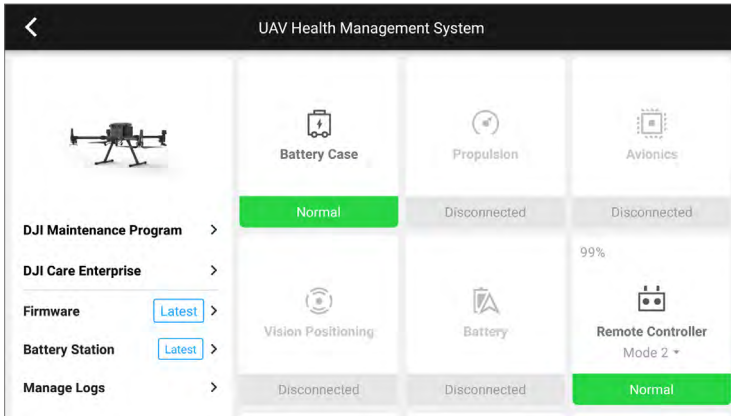 UAV Health Management System
DJI Maintenance Program
DJI Care Enterprise
Firmware Latest
Battery Station Latest
Manage Logs
Battery Case
Normal
Propulsion
Disconnected
Avionics
Disconnected
Vision Positioning
Disconnected
Battery
Disconnected
99%
Remote Controller
Mode 2
Normal